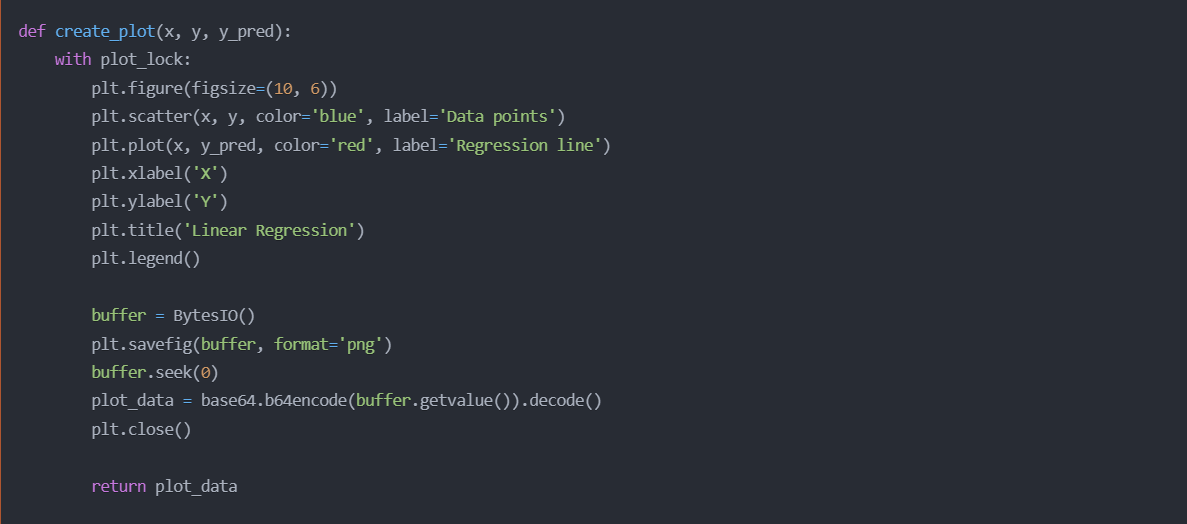 def create_plot(x, y, y_pred):
    with plot_lock:
        plt.figure(figsize=(10, 6))
        plt.scatter(x, y, color='blue', label='Data points')
        plt.plot(x, y_pred, color='red', label='Regression line')
        plt.xlabel('X')
        plt.ylabel('Y')
        plt.title('Linear Regression')
        plt.legend()

        buffer = BytesIO()
        plt.savefig(buffer, format='png')
        buffer.seek(0)
        plot_data = base64.b64encode(buffer.getvalue()).decode()
        plt.close()

        return plot_data